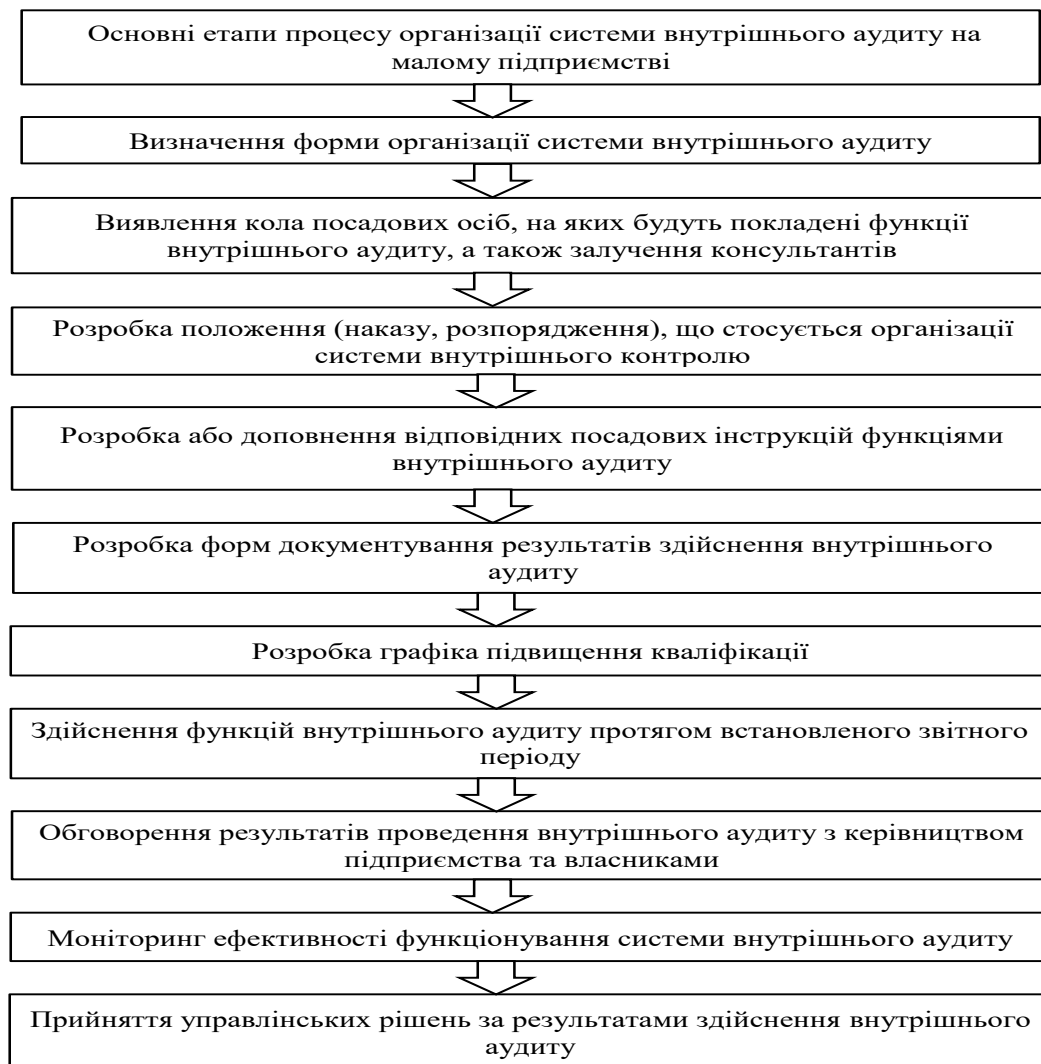 Основні етапи процесу організації системи внутрішнього аудиту на
малому підприємстві
Визначення форми організації системи внутрішнього аудиту
Виявлення кола посадових осіб, на яких будуть покладені функції
внутрішнього аудиту, а також залучення консультантів
Розробка положення (наказу, розпорядження), що стосується організації
системи внутрішнього контролю
Розробка або доповнення відповідних посадових інструкцій функціями
внутрішнього аудиту
Розробка форм документування результатів здійснення внутрішнього
аудиту
Розробка графіка підвищення кваліфікації
Здійснення функцій внутрішнього аудиту протягом встановленого звітного
періоду
Обговорення результатів проведення внутрішнього аудиту з керівництвом
підприємства та власниками
Моніторинг ефективності функціонування системи внутрішнього аудиту
Прийняття управлінських рішень за результатами здійснення внутрішнього
аудиту